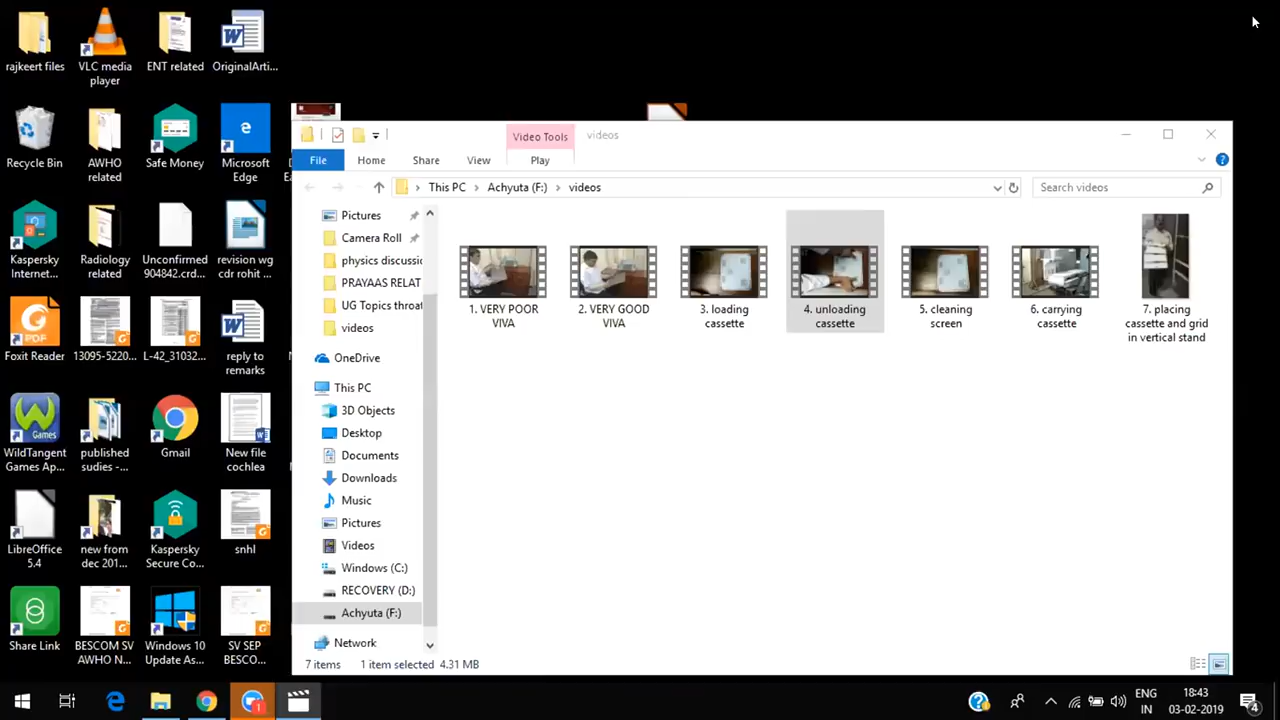 rajkeert files
VLC media
player
ENT related
OriginalArti...
Recycle Bin
AWHO
related
Safe Money
Microsoft
Edge
Kaspersky
Internet...
Radiology
related
Unconfirmed
904842.crd...
revision wg
cdr rohit ...
Foxit Reader
13095-5220...
L-42_31032...
reply to
remarks
WildTangent
Games Ap...
published
sudies -...
Gmail
New file
cochlea
LibreOffice
5.4
new from
dec 201...
Kaspersky
Secure Co...
snhl
Share Link
BESCOM SV
AWHO N...
Windows 10
Update As...
SV SEP
BESCO...
Video Tools
videos
File
Home
Share
View
Play
This PC > Achyuta (F:) > videos
Search videos
Pictures
Camera Roll
physics discussic
PRAYAAS RELAT
UG Topics throat
videos
OneDrive
This PC
3D Objects
Desktop
Documents
Downloads
Music
Pictures
Videos
Windows (C:)
RECOVERY (D:)
Achyuta (F:)
Network
1. VERY POOR
VIVA
2. VERY GOOD
VIVA
3. loading
cassette
4. unloading
cassette
5. cleaning
screen
6. carrying
cassette
7. placing
cassette and grid
in vertical stand
7 items
1 item selected 4.31 MB
ENG
IN
18:43
03-02-2019
4
1